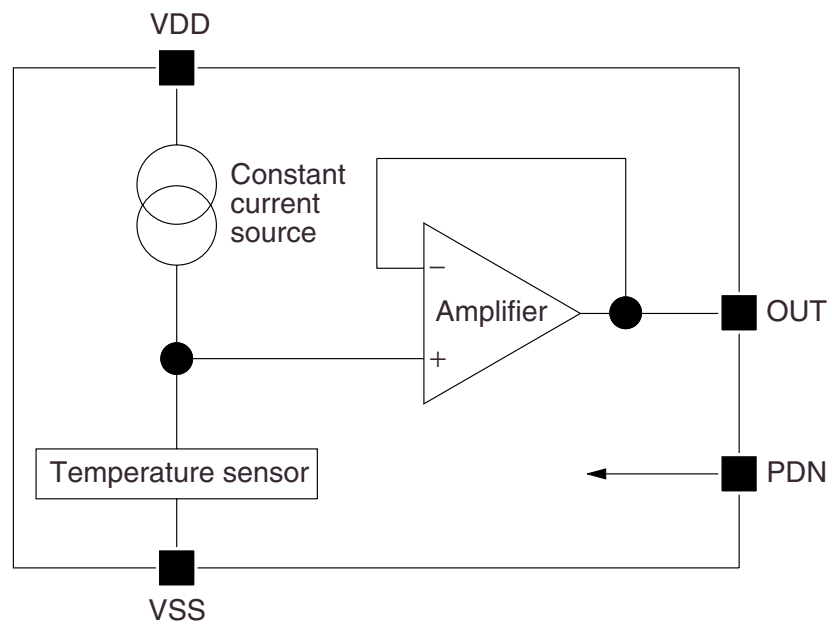 VDD
Constant
current
source
−
Amplifier
OUT
+
Temperature sensor
PDN
VSS